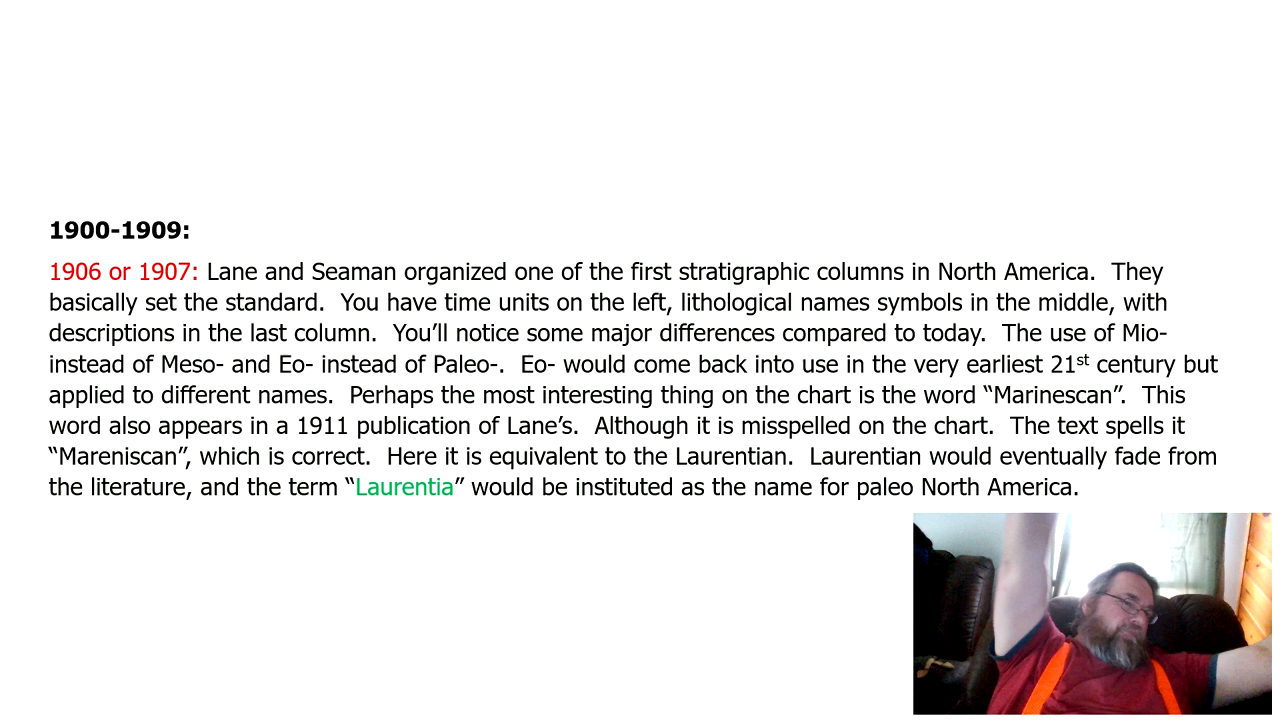 1900-1909:
1906 or 1907: Lane and Seaman organized one of the first stratigraphic columns in North America.  They
basically set the standard.  You have time units on the left, lithological names symbols in the middle, with
descriptions in the last column.  You’ll notice some major differences compared to today.  The use of Mio-
instead of Meso- and Eo- instead of Paleo-.  Eo- would come back into use in the very earliest 21st century but
applied to different names.  Perhaps the most interesting thing on the chart is the word “Marinescan”.  This
word also appears in a 1911 publication of Lane’s.  Although it is misspelled on the chart.  The text spells it
“Mareniscan”, which is correct.  Here it is equivalent to the Laurentian.  Laurentian would eventually fade from
the literature, and the term “Laurentia” would be instituted as the name for paleo North America.